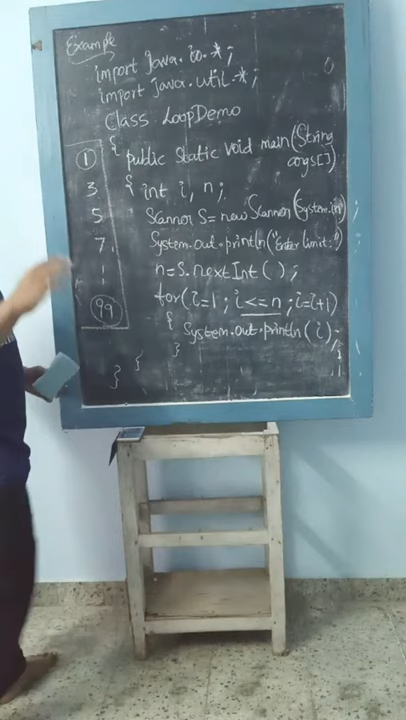 Example
import java.io.*;
import java.util.*;
Class LoopDemo
{
public static void main(String
args[])
{ int i, n;
Scanner S= new Scanner(System.in);
System.out.println("Enter limit:")
n=S.nextInt();
for(i=1; i<=n; i=i+1)
{ System.out.println(i);
}
}
}
1
3
5
7
99